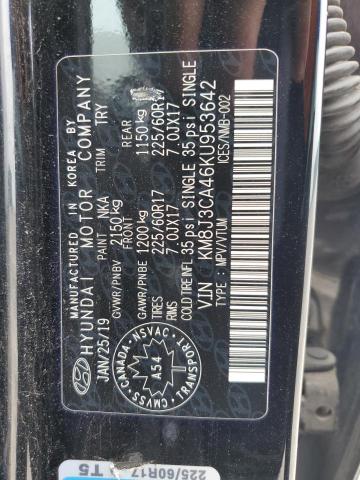 MANUFACTURED IN KOREA BY
HYUNDAI MOTOR COMPANY
JAN/25/19 PAINT NKA TRIM TRY
GVWR/PNBV 2150 kg
GAWR/PNBE 1200 kg REAR 1150 kg
TIRES 225/60R17 225/60R17
RIMS 7.0JX17 7.0JX17
COLD TIRE INFL. 35 psi SINGLE 35 psi SINGLE
VIN : KM8J3CA46KU953642
TYPE : MPV/VTUM ICES/NMB-002
CANADA NSVAC
A54
CMVSS
225/60R17 T5